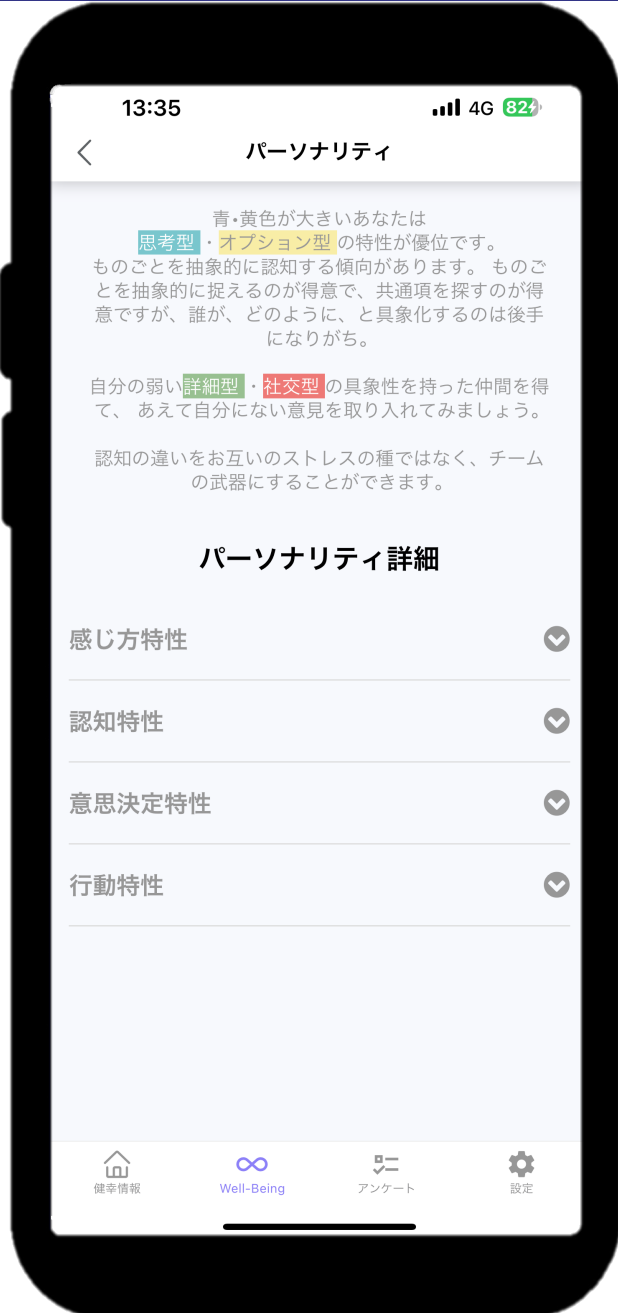 13:35
4G 82
パーソナリティ
青・黄色が大きいあなたは
思考型・オプション型の特性が優位です。
ものごとを抽象的に認知する傾向があります。 ものご
とを抽象的に捉えるのが得意で、共通項を探すのが得
意ですが、誰が、どのように、と具象化するのは後手
になりがち。
自分の弱い詳細型・社交型の具象性を持った仲間を得
て、 あえて自分にない意見を取り入れてみましょう。
認知の違いをお互いのストレスの種ではなく、チーム
の武器にすることができます。
パーソナリティ詳細
感じ方特性
認知特性
意思決定特性
行動特性
健幸情報
Well-Being
アンケート
設定